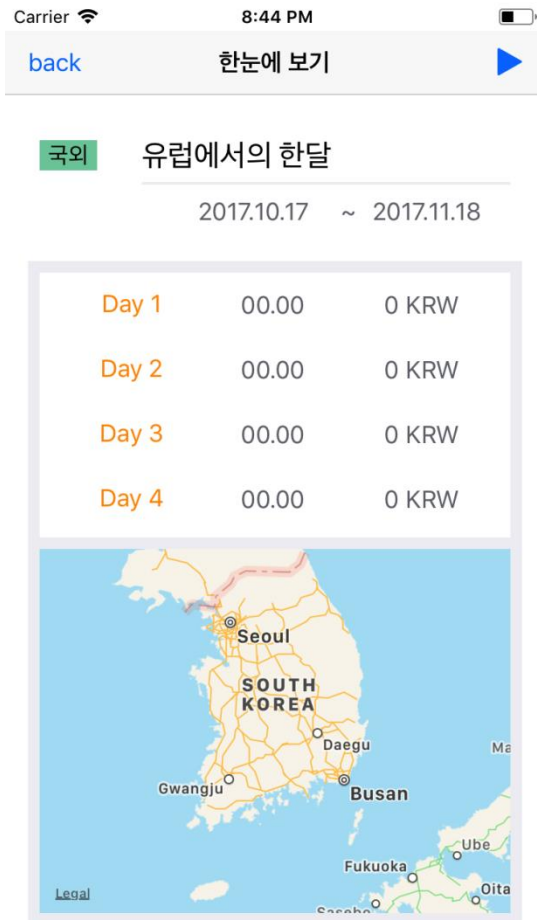 Carrier 8:44 PM
back 한눈에 보기
국외 유럽에서의 한달
2017.10.17 ~ 2017.11.18
Day 1 00.00 0 KRW
Day 2 00.00 0 KRW
Day 3 00.00 0 KRW
Day 4 00.00 0 KRW
Seoul
SOUTH
KOREA
Daegu
Ma
Gwangju
Busan
Ube
Fukuoka
Legal
Oita
Sasebo